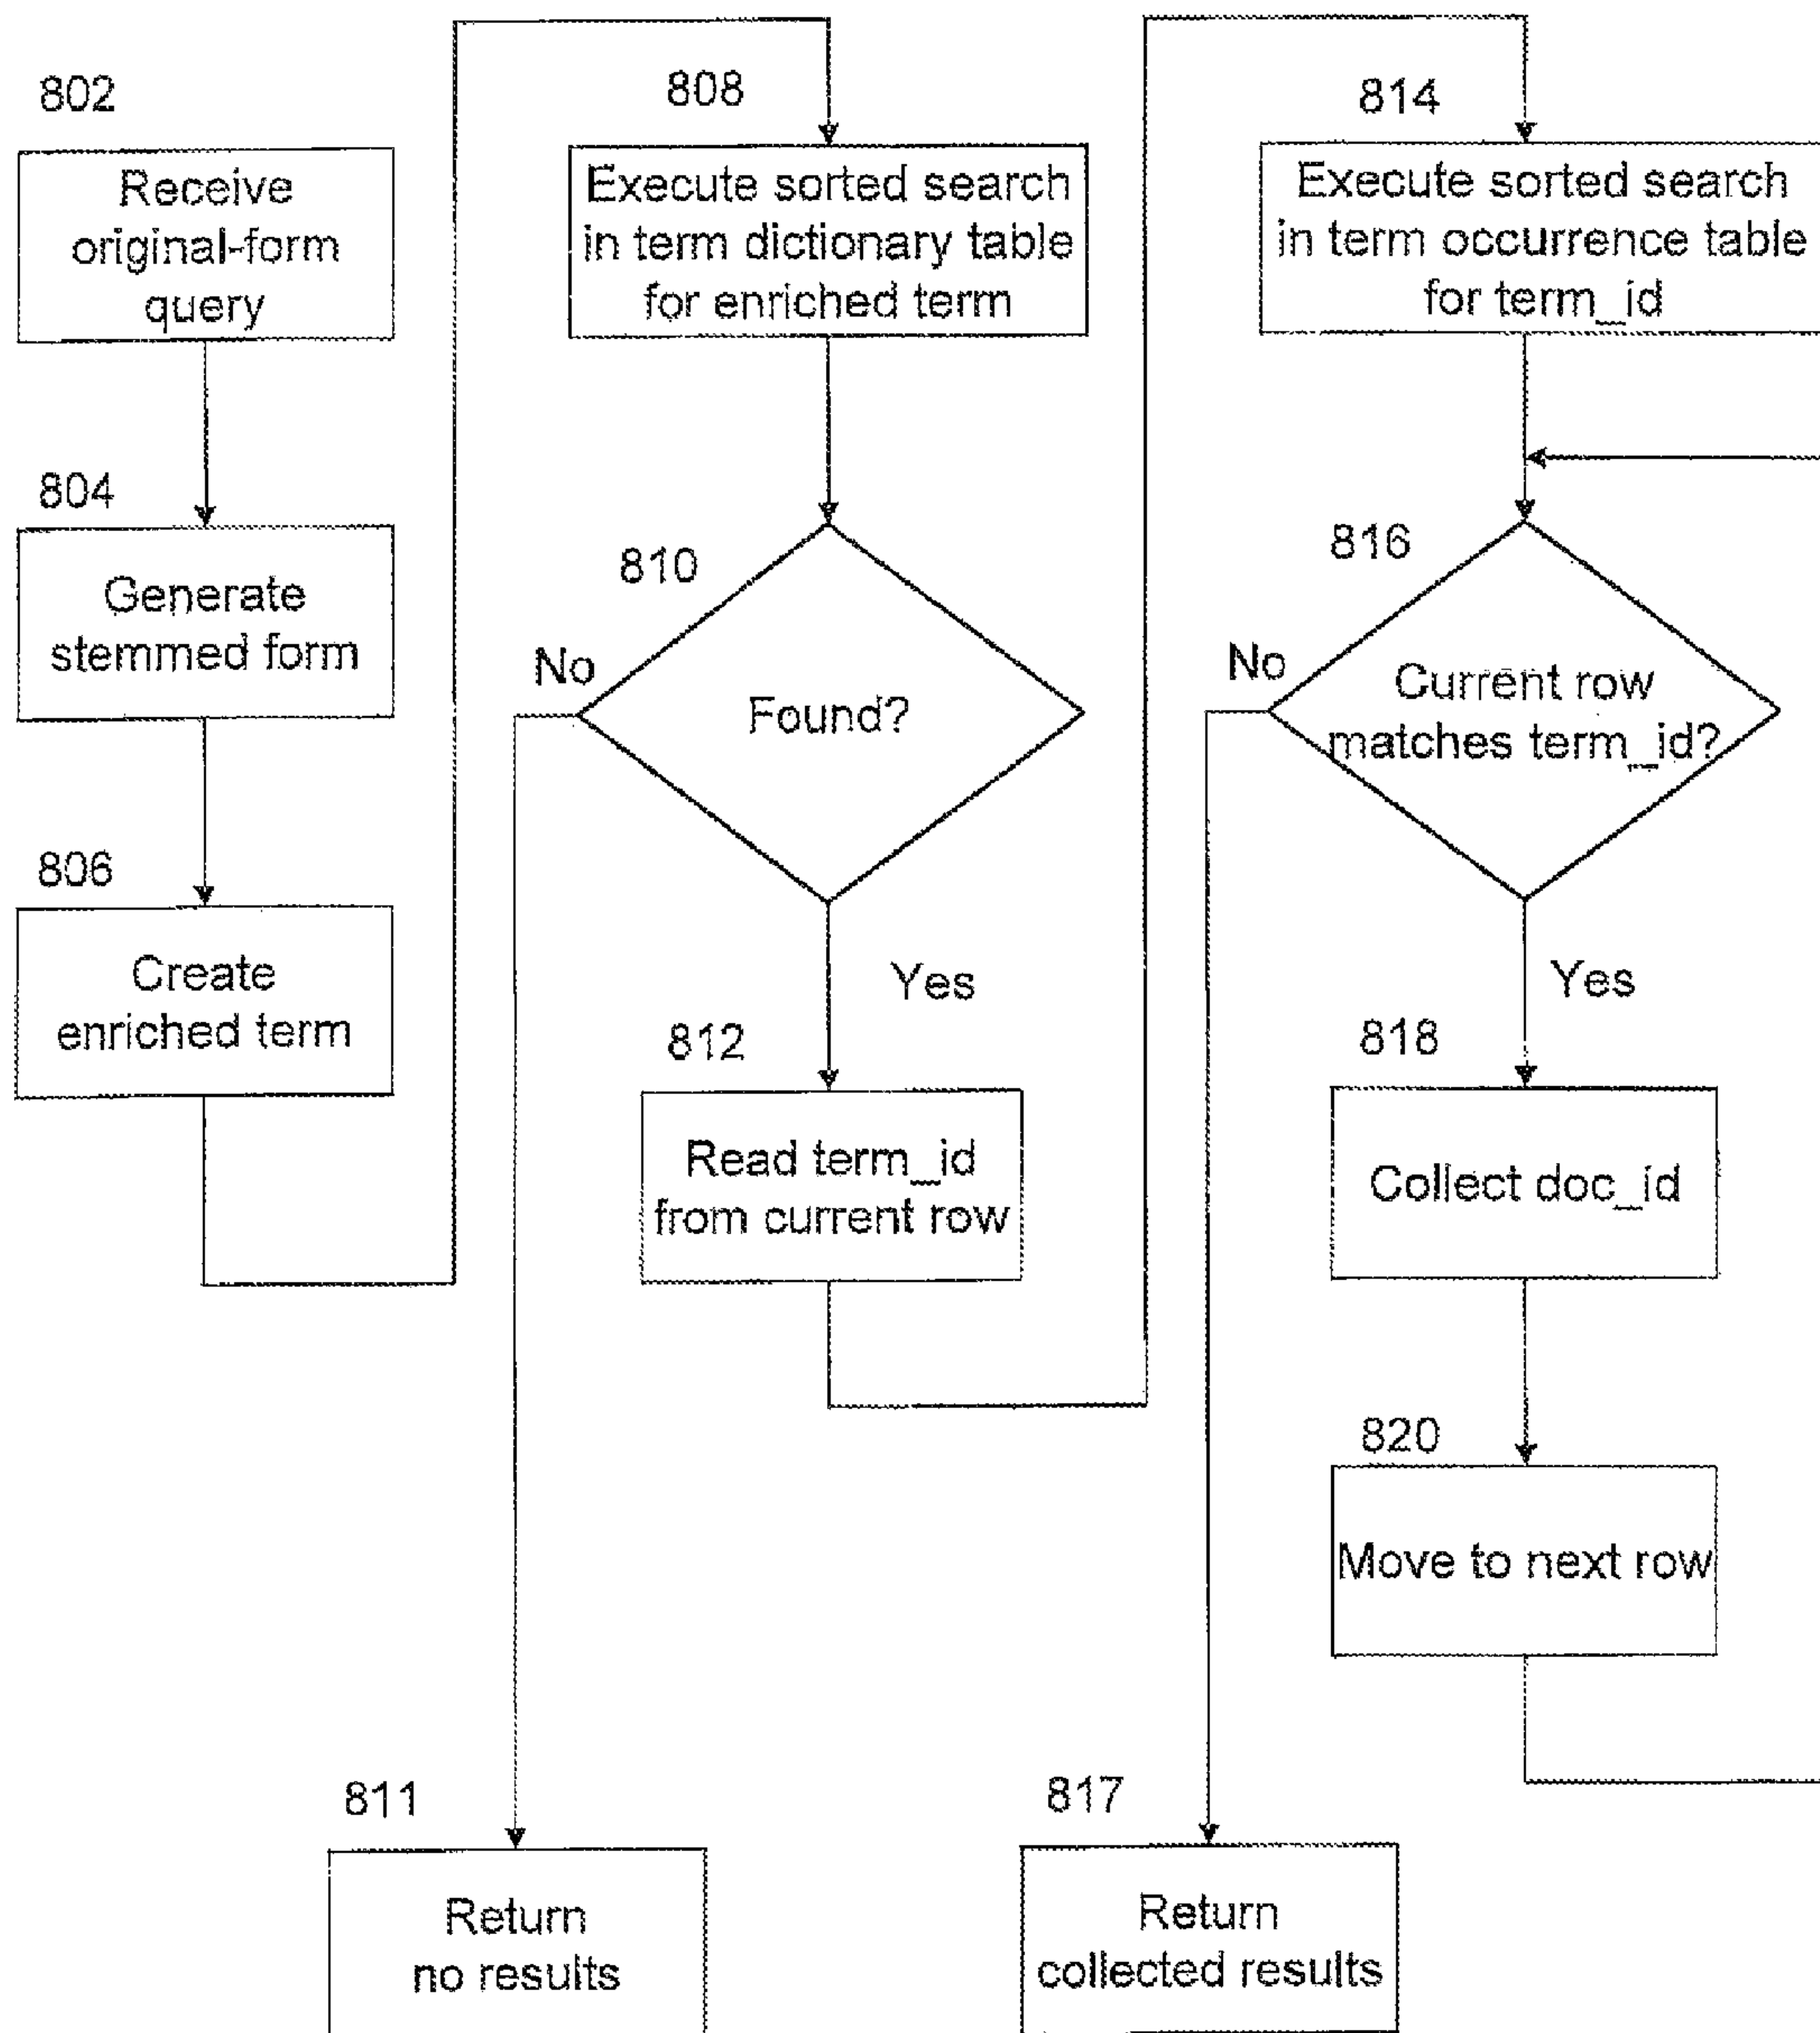 802
Receive
original-form
query
804
Generate
stemmed form
806
Create
enriched term
808
Execute sorted search
in term dictionary table
for enriched term
810
Found?
No
Yes
811
Return
no results
812
Read term_id
from current row
814
Execute sorted search
in term occurrence table
for term_id
816
Current row
matches term_id?
No
Yes
817
Return
collected results
818
Collect doc_id
820
Move to next row